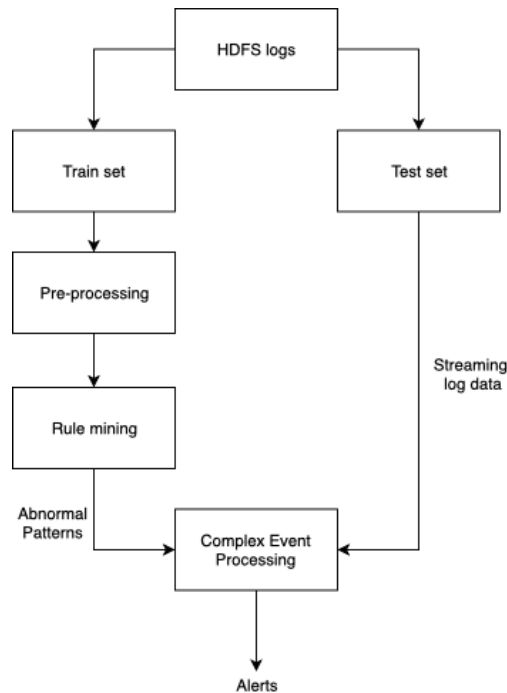 HDFS logs
Train set
Test set
Pre-processing
Streaming
log data
Rule mining
Abnormal
Patterns
Complex Event
Processing
Alerts